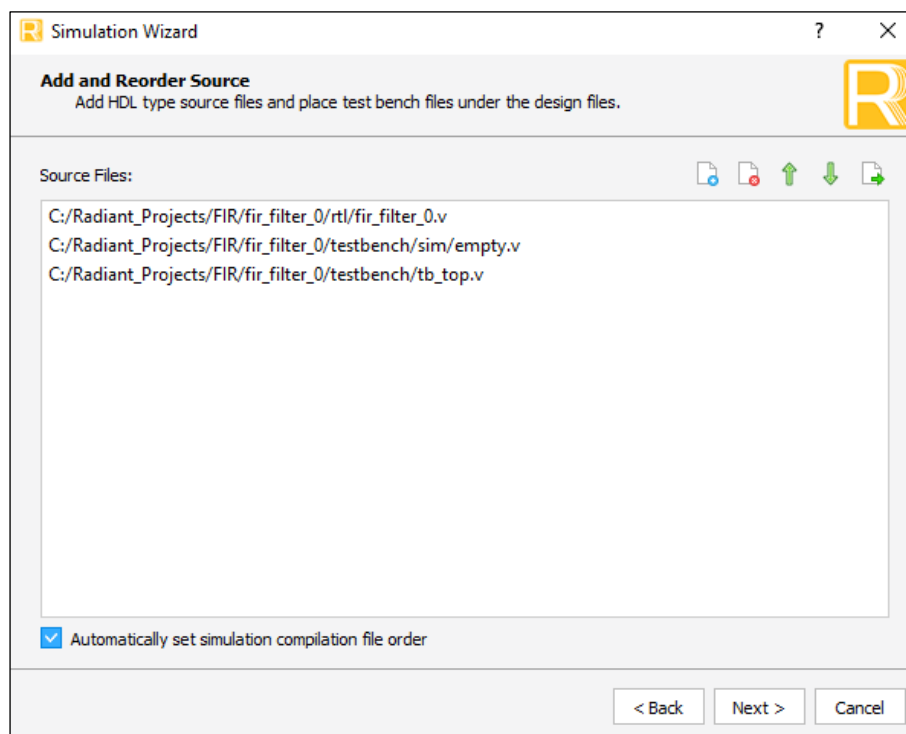 Simulation Wizard
?
Add and Reorder Source
Add HDL type source files and place test bench files under the design files.
Source Files:
C:/Radiant_Projects/FIR/fir_filter_0/rtl/fir_filter_0.v
C:/Radiant_Projects/FIR/fir_filter_0/testbench/sim/empty.v
C:/Radiant_Projects/FIR/fir_filter_0/testbench/tb_top.v
Automatically set simulation compilation file order
< Back Next > Cancel